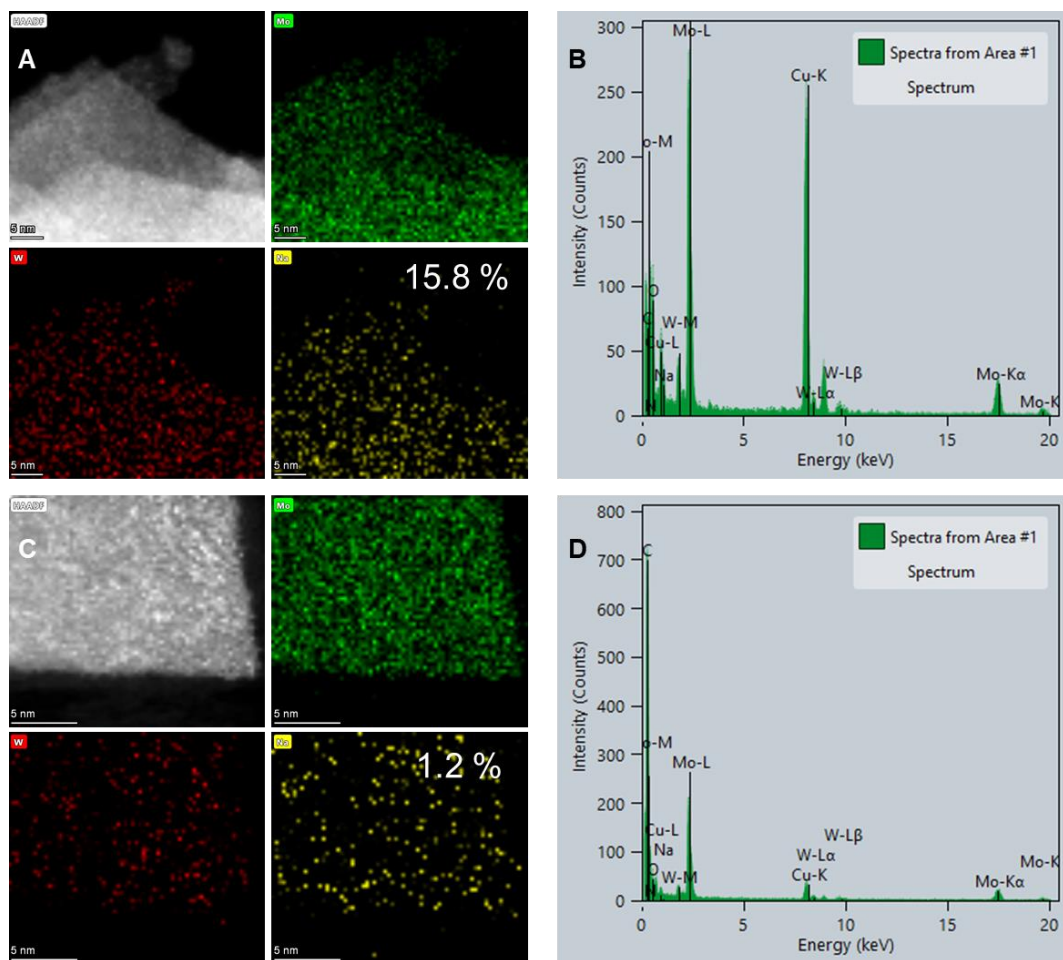 HAADF
A
5 nm
Mo
5 nm
W
5 nm
Na
15.8 %
5 nm
B
Spectra from Area #1
Spectrum
Intensity (Counts)
300
250
200
150
100
50
0
Mo-L
Cu-K
o-M
O
C
W-M
Cu-L
Na
N
W-Lβ
W-Lα
Mo-Kα
Mo-K
0
5
10
15
20
Energy (keV)
HAADF
C
5 nm
Mo
5 nm
W
5 nm
Na
1.2 %
5 nm
D
Spectra from Area #1
Spectrum
Intensity (Counts)
800
700
600
500
400
300
200
100
0
C
o-M
Mo-L
Cu-L
Na
O
N
W-M
W-Lβ
W-Lα
Cu-K
Mo-K
Mo-Kα
0
5
10
15
20
Energy (keV)